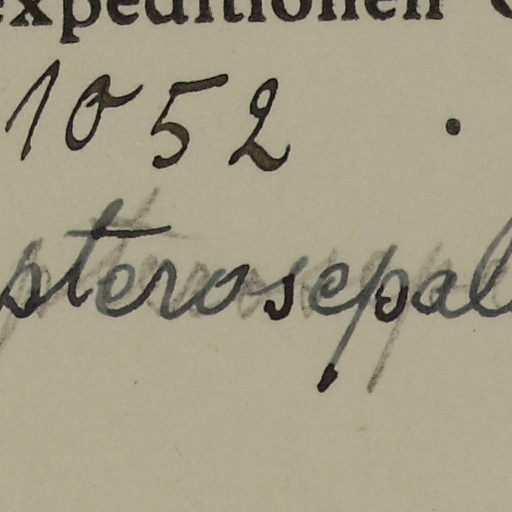 expeditionen
1052 .
pterosepal